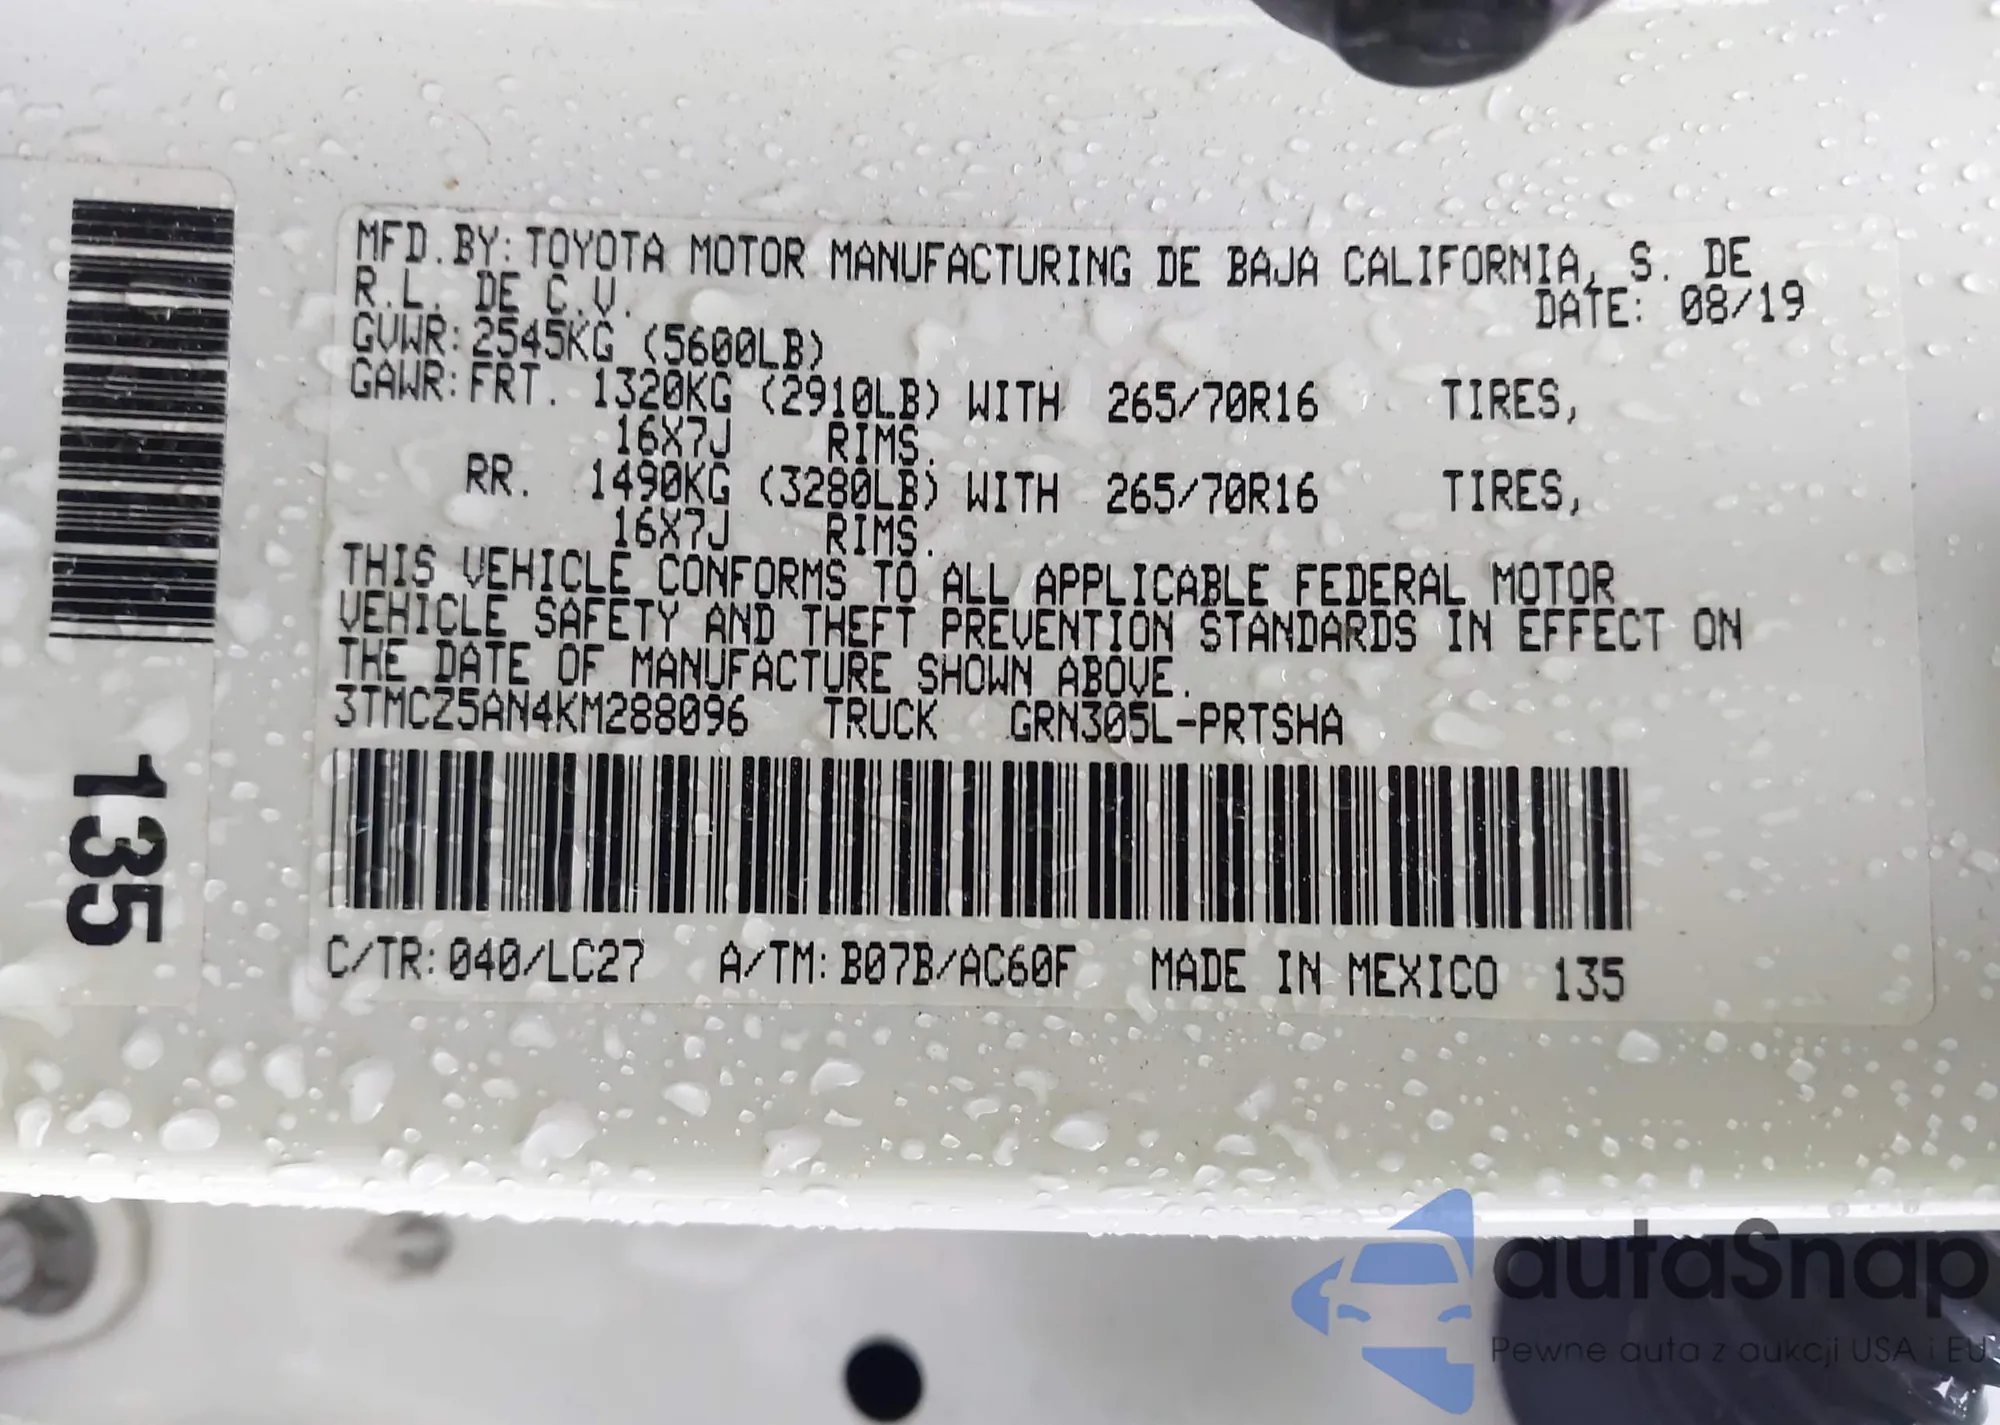 MFD.BY: TOYOTA MOTOR MANUFACTURING DE BAJA CALIFORNIA, S. DE
R.L. DE C.V. DATE: 08/19
GVWR: 2545KG (5600LB)
GAWR: FRT. 1320KG (2910LB) WITH 265/70R16 TIRES,
16X7J RIMS.
RR. 1490KG (3280LB) WITH 265/70R16 TIRES,
16X7J RIMS.
THIS VEHICLE CONFORMS TO ALL APPLICABLE FEDERAL MOTOR
VEHICLE SAFETY AND THEFT PREVENTION STANDARDS IN EFFECT ON
THE DATE OF MANUFACTURE SHOWN ABOVE.
3TMCZ5AN4KM288096 TRUCK GRN305L-PRTSHA
C/TR: 040/LC27 A/TM: B07B/AC60F MADE IN MEXICO 135
135
autaSnap
Pewne auta z aukcji USA i EU